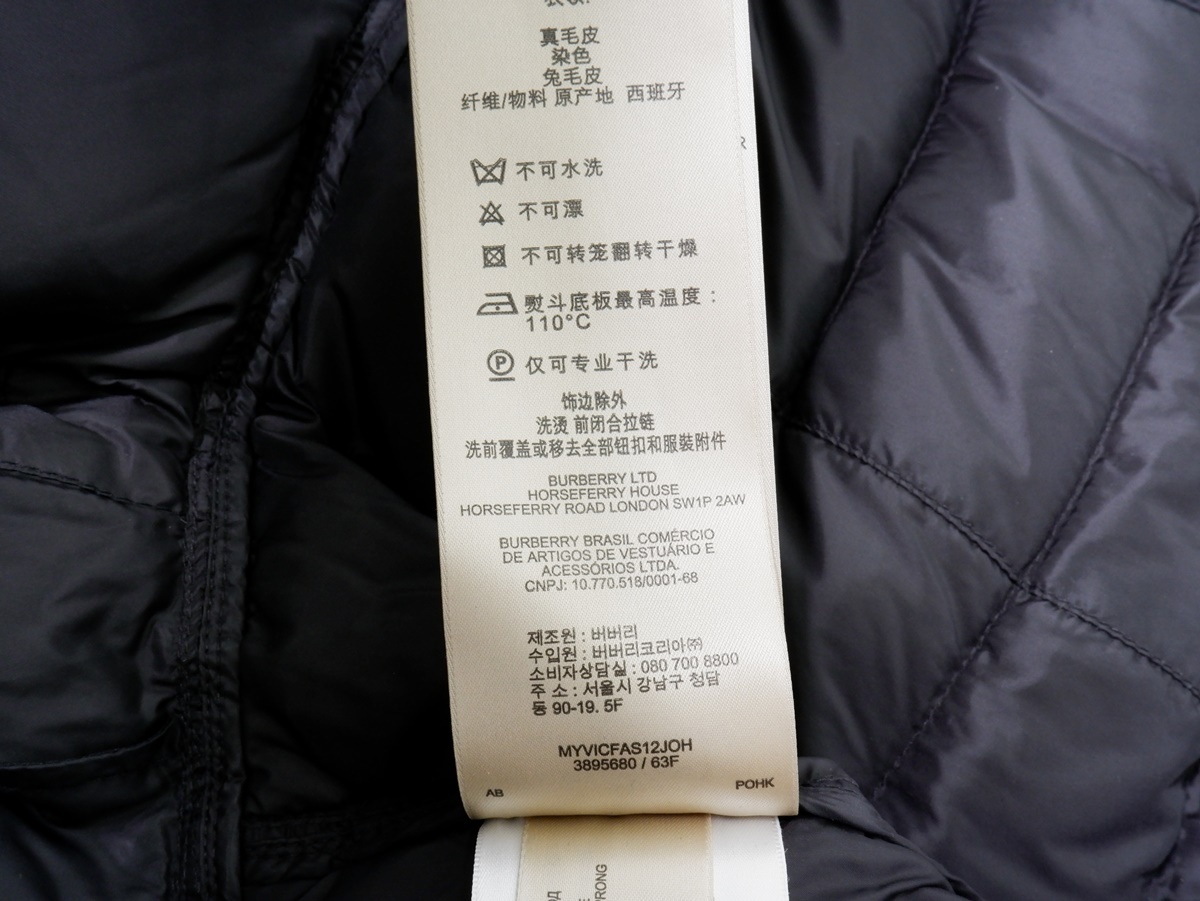 真毛皮
染色
兔毛皮
纤维/物料 原产地 西班牙
R
不可水洗
不可漂
不可转笼翻转干燥
熨斗底板最高温度：
110°C
P 仅可专业干洗
饰边除外
洗烫 前闭合拉链
洗前覆盖或移去全部钮扣和服裝附件
BURBERRY LTD
HORSEFERRY HOUSE
HORSEFERRY ROAD LONDON SW1P 2AW
BURBERRY BRASIL COMÉRCIO
DE ARTIGOS DE VESTUÁRIO E
ACESSÓRIOS LTDA.
CNPJ: 10.770.518/0001-68
제조원 : 버버리
수입원 : 버버리코리아㈜
소비자상담실 : 080 700 8800
주 소 : 서울시 강남구 청담
동 90-19. 5F
MYVICFAS12JOH
3895680 / 63F
AB
POHK